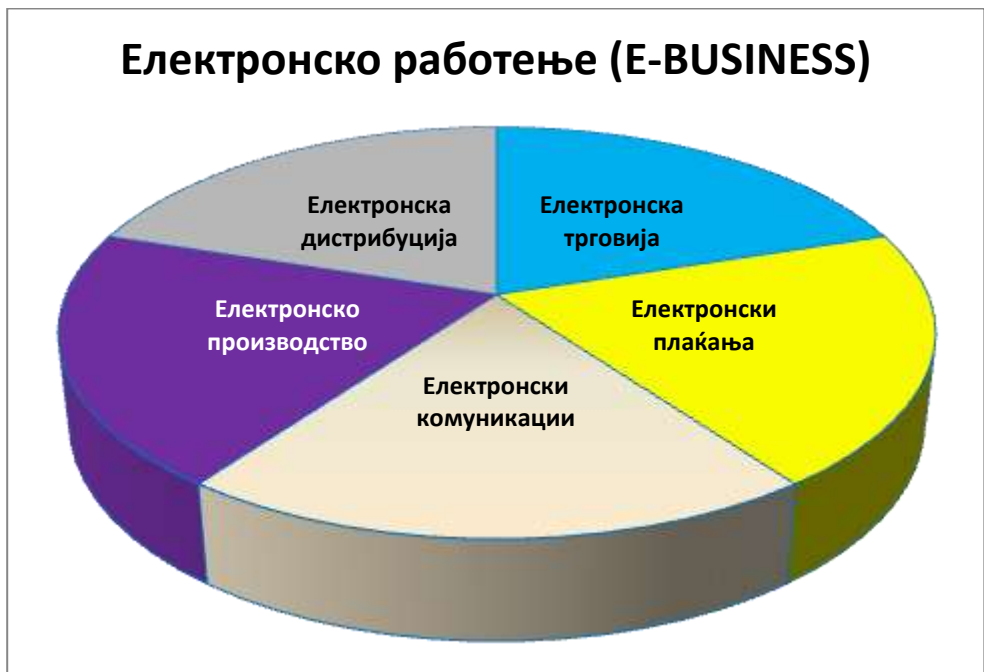 Електронско работење (E-BUSINESS)
Електронска
дистрибуција
Електронска
трговија
Електронско
производство
Електронски
плаќања
Електронски
комуникации